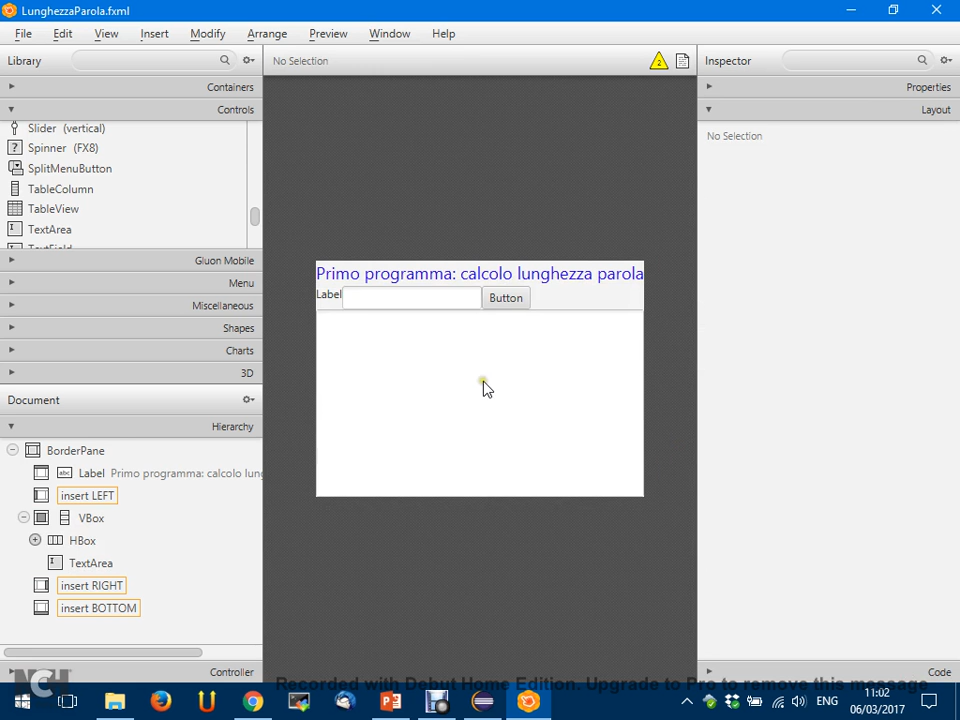 LunghezzaParola.fxml
File Edit View Insert Modify Arrange Preview Window Help
Library
No Selection
2
Inspector
Containers
Properties
Controls
Layout
Slider (vertical)
No Selection
Spinner (FX8)
SplitMenuButton
TableColumn
TableView
TextArea
TextField
Gluon Mobile
Menu
Miscellaneous
Shapes
Charts
3D
Primo programma: calcolo lunghezza parola
Label
Button
Document
Hierarchy
BorderPane
Label Primo programma: calcolo lung
insert LEFT
VBox
HBox
TextArea
insert RIGHT
insert BOTTOM
Controller
Code
NCH
Recorded with Debut Home Edition. Upgrade to Pro to remove this message
ENG
11:02
06/03/2017